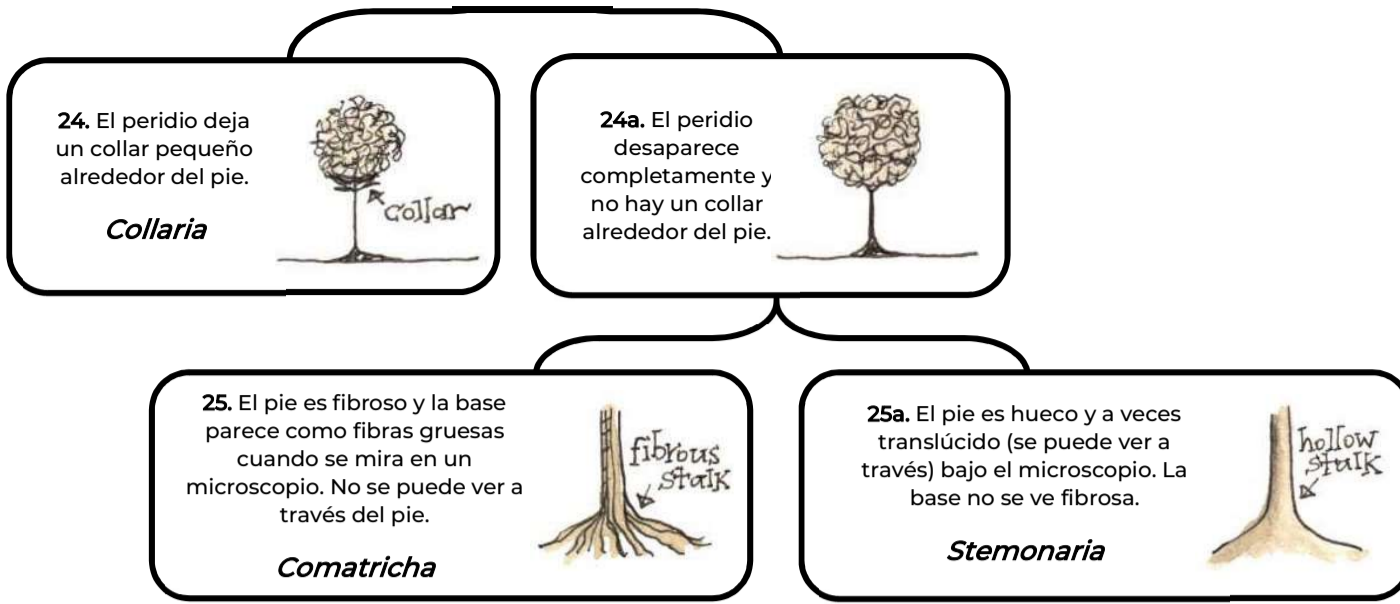 24. El peridio deja
un collar pequeño
alrededor del pie.
Collaria
collar
24a. El peridio
desaparece
completamente y
no hay un collar
alrededor del pie.
25. El pie es fibroso y la base
parece como fibras gruesas
cuando se mira en un
microscopio. No se puede ver a
través del pie.
Comatricha
fibrous
stalk
25a. El pie es hueco y a veces
translúcido (se puede ver a
través) bajo el microscopio. La
base no se ve fibrosa.
Stemonaria
hollow
stalk